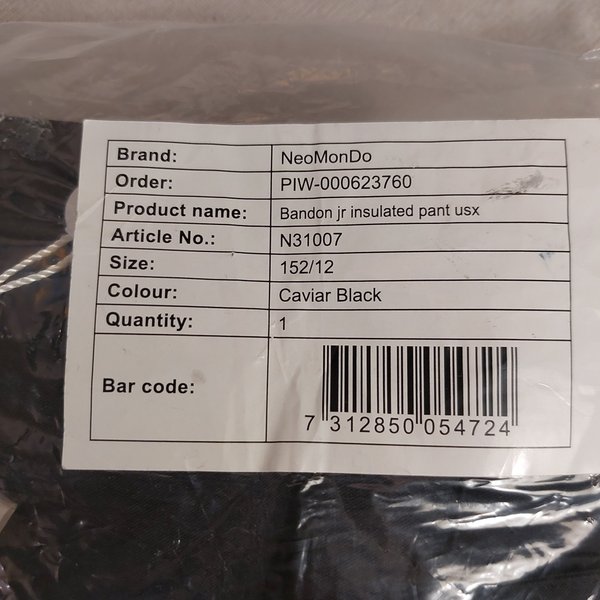 Brand: NeoMonDo
Order: PIW-000623760
Product name: Bandon jr insulated pant usx
Article No.: N31007
Size: 152/12
Colour: Caviar Black
Quantity: 1
Bar code:
7 312850 054724